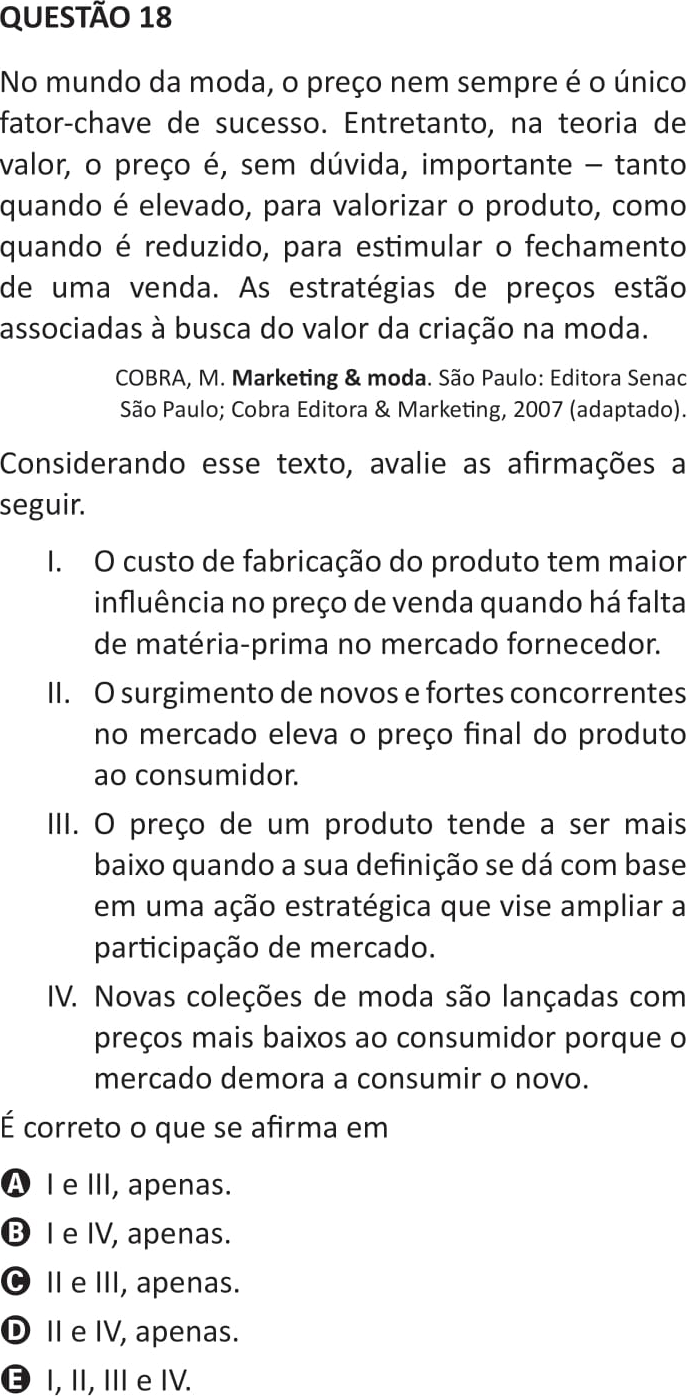 QUESTÃO 18
No mundo da moda, o preço nem sempre é o único
fator-chave de sucesso. Entretanto, na teoria de
valor, o preço é, sem dúvida, importante – tanto
quando é elevado, para valorizar o produto, como
quando é reduzido, para estimular o fechamento
de uma venda. As estratégias de preços estão
associadas à busca do valor da criação na moda.
COBRA, M. Marketing & moda. São Paulo: Editora Senac
São Paulo; Cobra Editora & Marketing, 2007 (adaptado).
Considerando esse texto, avalie as afirmações a
seguir.
I. O custo de fabricação do produto tem maior
influência no preço de venda quando há falta
de matéria-prima no mercado fornecedor.
II. O surgimento de novos e fortes concorrentes
no mercado eleva o preço final do produto
ao consumidor.
III. O preço de um produto tende a ser mais
baixo quando a sua definição se dá com base
em uma ação estratégica que vise ampliar a
participação de mercado.
IV. Novas coleções de moda são lançadas com
preços mais baixos ao consumidor porque o
mercado demora a consumir o novo.
É correto o que se afirma em
A I e III, apenas.
B I e IV, apenas.
C II e III, apenas.
D II e IV, apenas.
E I, II, III e IV.